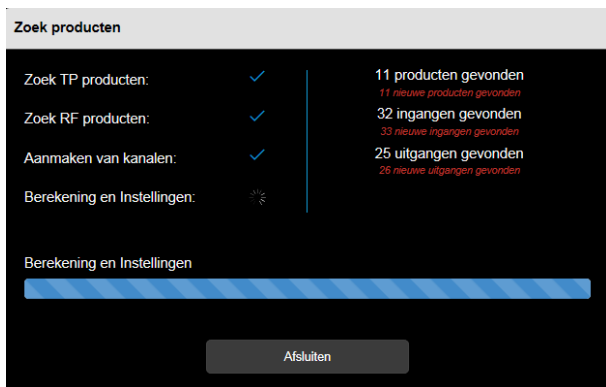 Zoek producten
Zoek TP producten:
Zoek RF producten:
Aanmaken van kanalen:
Berekening en Instellingen:
11 producten gevonden
11 nieuwe producten gevonden
32 ingangen gevonden
33 nieuwe ingangen gevonden
25 uitgangen gevonden
26 nieuwe uitgangen gevonden
Berekening en Instellingen
Afsluiten